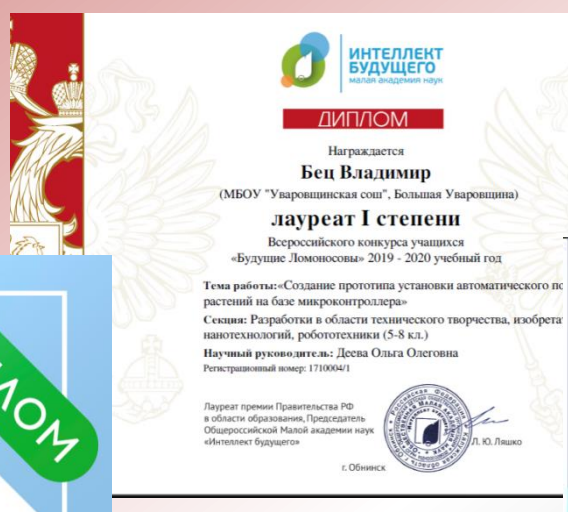 ИНТЕЛЛЕКТ
БУДУЩЕГО
малая академия наук
ДИПЛОМ
Награждается
Бец Владимир
(МБОУ "Уваровщинская сош", Большая Уваровщина)
лауреат I степени
Всероссийского конкурса учащихся
«Будущие Ломоносовы» 2019 - 2020 учебный год
Тема работы:«Создание прототипа установки автоматического по
растений на базе микроконтроллера»
Секция: Разработки в области технического творчества, изобрета
нанотехнологий, робототехники (5-8 кл.)
Научный руководитель: Деева Ольга Олеговна
Регистрационный номер: 1710004/1
Лауреат премии Правительства РФ
в области образования, Председатель
Общероссийской Малой академии наук
«Интеллект будущего»
Л. Ю. Ляшко
г. Обнинск
ЛОМ